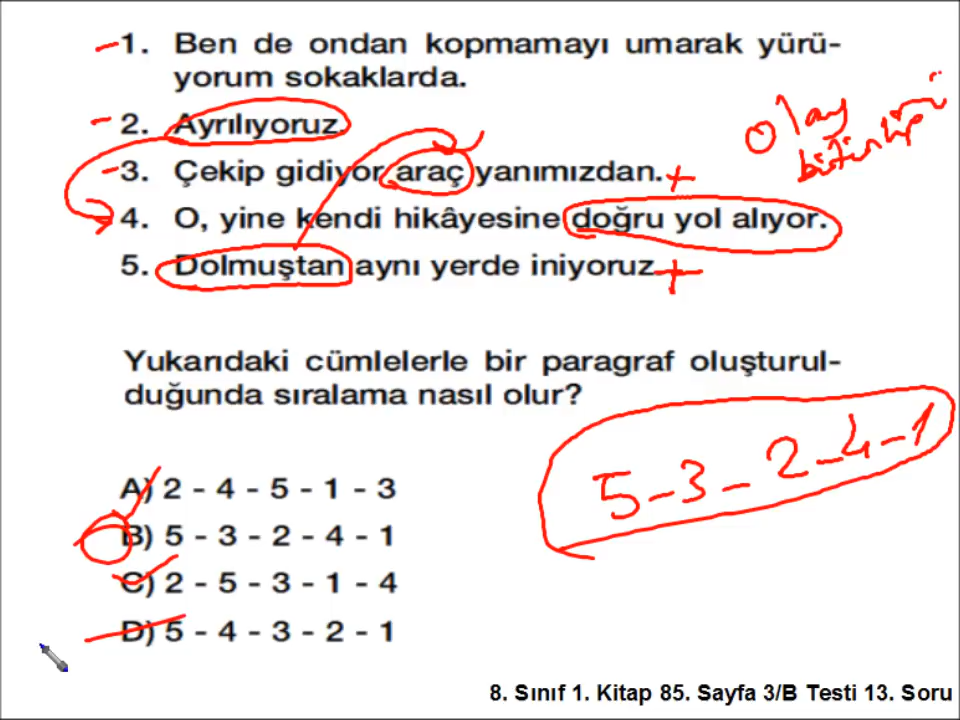 1. Ben de ondan kopmamayı umarak yürü-
yorum sokaklarda.
2. Ayrılıyoruz.
3. Çekip gidiyor araç yanımızdan.
4. O, yine kendi hikâyesine doğru yol alıyor.
5. Dolmuştan aynı yerde iniyoruz
Olay
Yukarıdaki cümlelerle bir paragraf oluşturul-
duğunda sıralama nasıl olur?
5-3-2-4-1
A) 2 - 4 - 5 - 1 - 3
B) 5 - 3 - 2 - 4 - 1
C) 2 - 5 - 3 - 1 - 4
D) 5 - 4 - 3 - 2 - 1
8. Sınıf 1. Kitap 85. Sayfa 3/B Testi 13. Soru